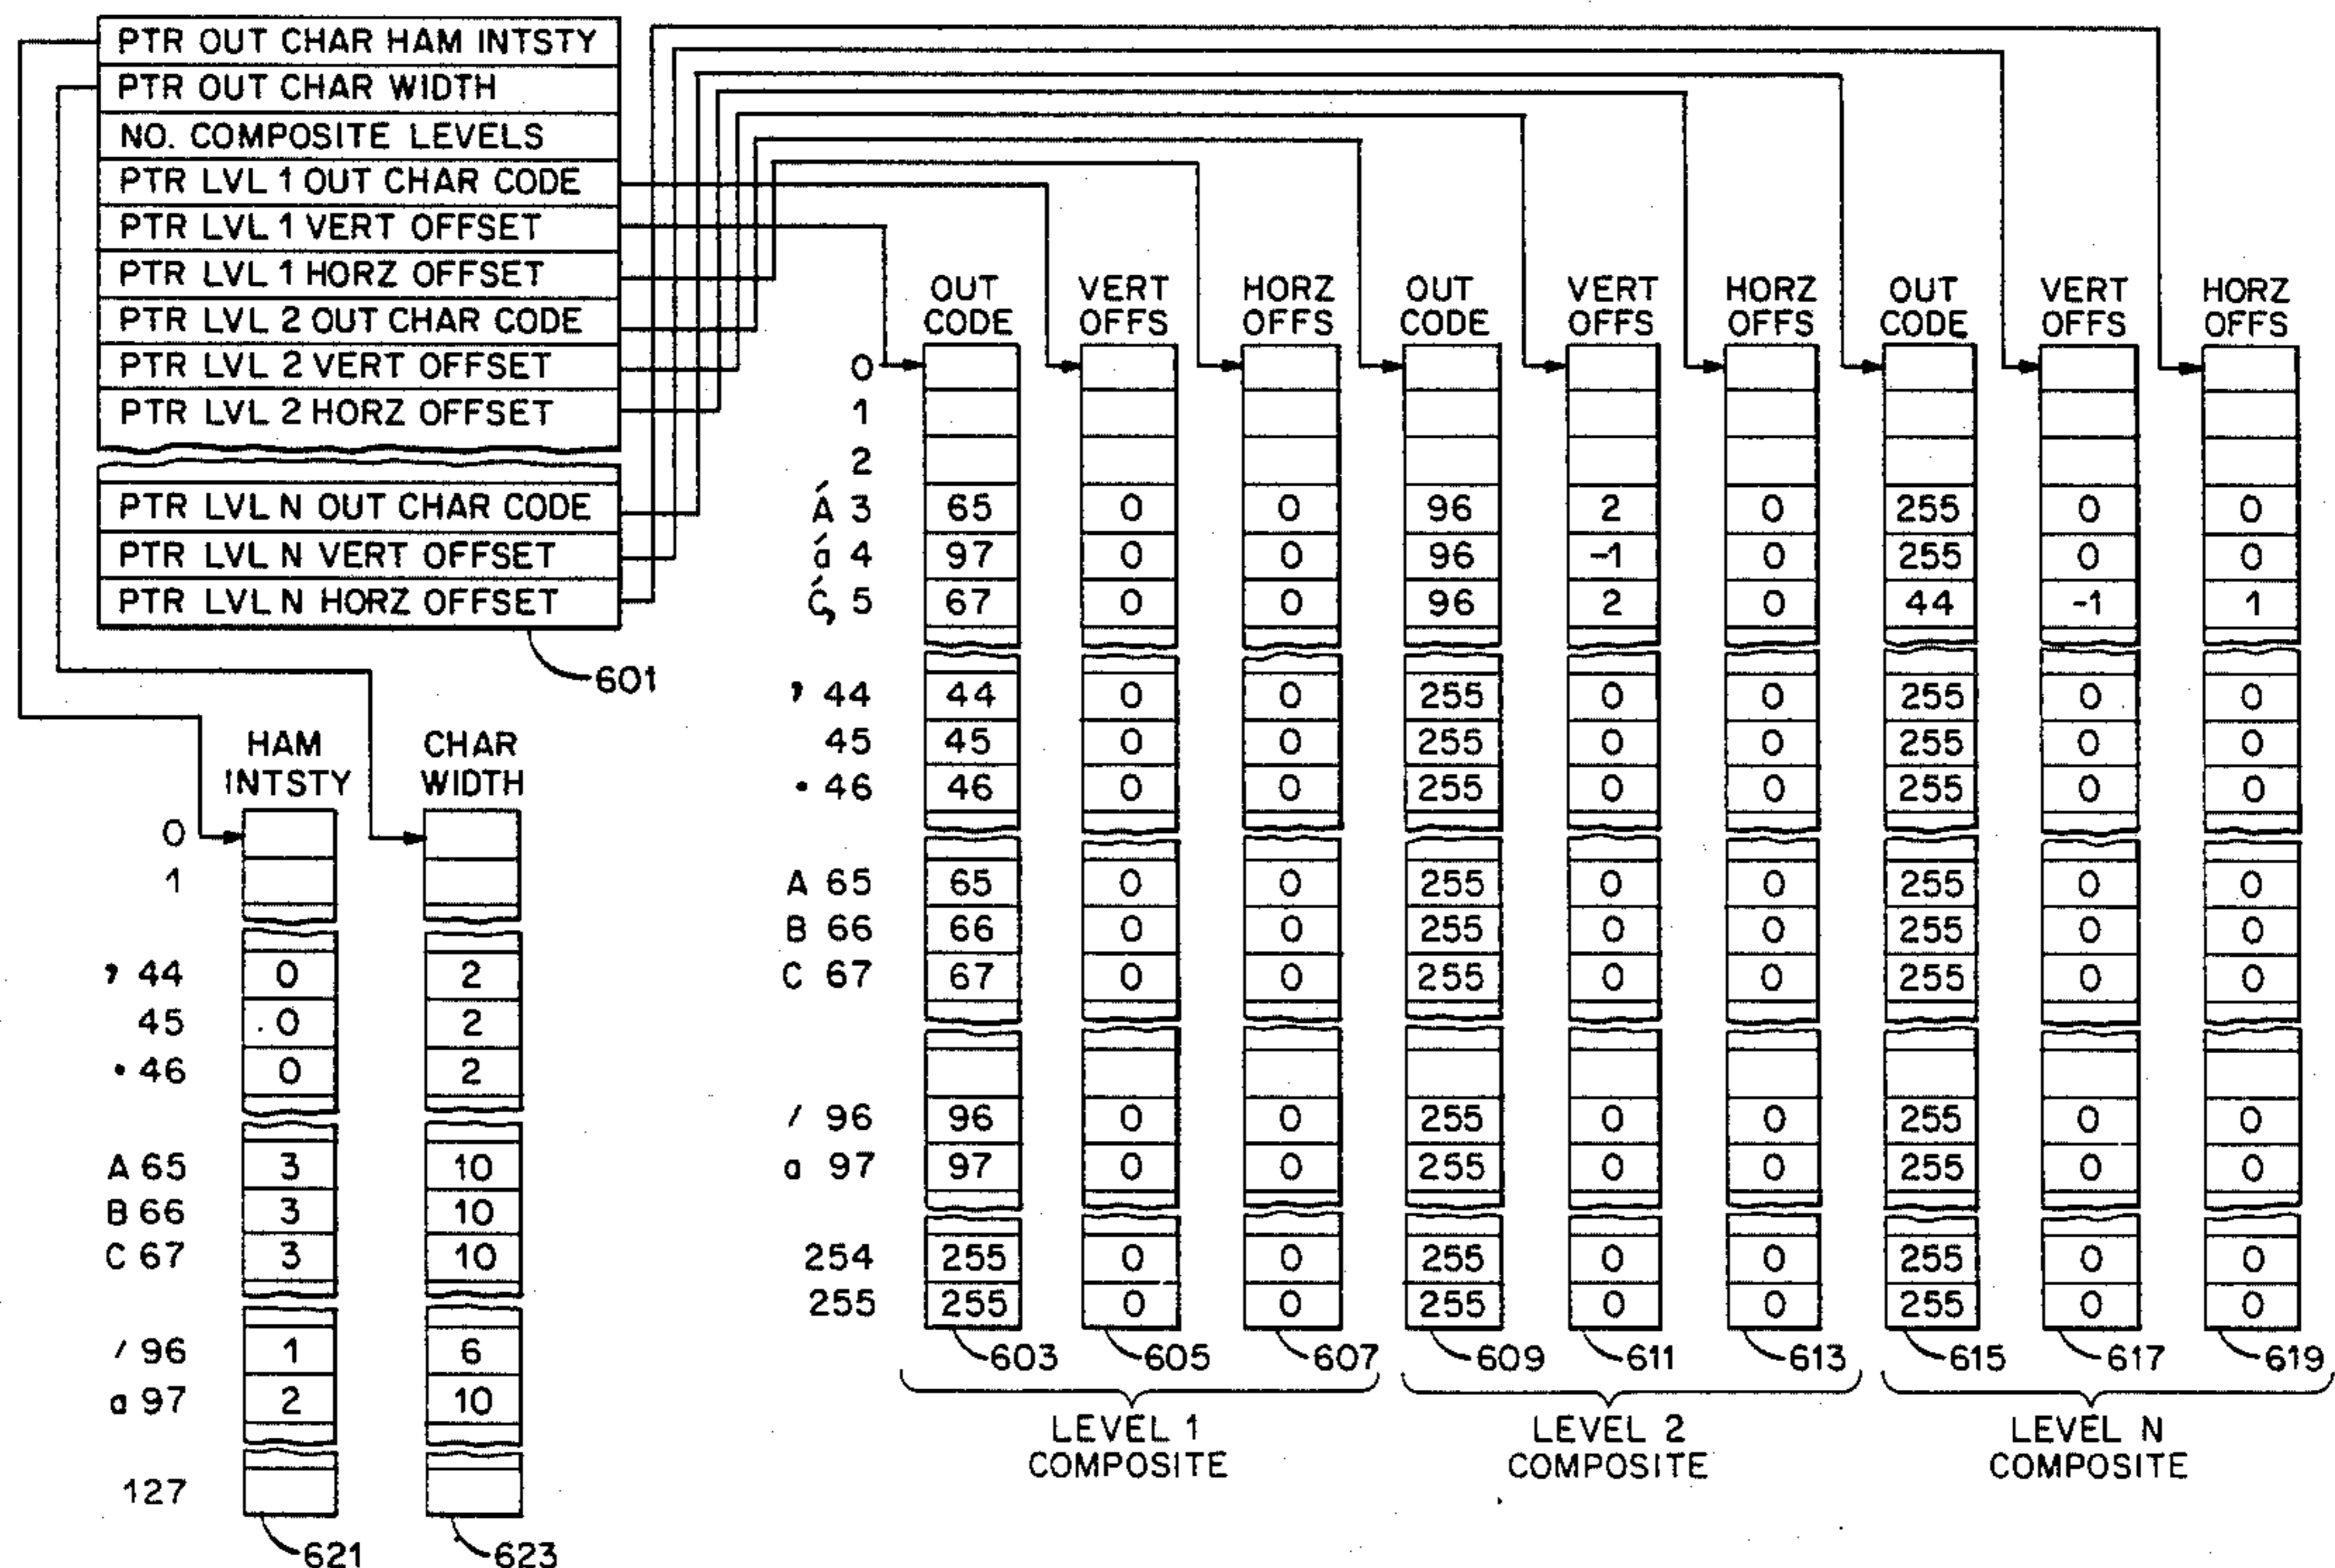 PTR OUT CHAR HAM INTSTY
PTR OUT CHAR WIDTH
NO. COMPOSITE LEVELS
PTR LVL 1 OUT CHAR CODE
PTR LVL 1 VERT OFFSET
PTR LVL 1 HORZ OFFSET
PTR LVL 2 OUT CHAR CODE
PTR LVL 2 VERT OFFSET
PTR LVL 2 HORZ OFFSET
PTR LVL N OUT CHAR CODE
PTR LVL N VERT OFFSET
PTR LVL N HORZ OFFSET
601
HAM INTSTY CHAR WIDTH
0
1
, 44 0 2
45 0 2
. 46 0 2
A 65 3 10
B 66 3 10
C 67 3 10
/ 96 1 6
a 97 2 10
127
621 623
OUT VERT HORZ OUT VERT HORZ OUT VERT HORZ
CODE OFFS OFFS CODE OFFS OFFS CODE OFFS OFFS
0
1
2
Á 3 65 0 0 96 2 0 255 0 0
á 4 97 0 0 96 -1 0 255 0 0
Ḉ 5 67 0 0 96 2 0 44 -1 1
, 44 44 0 0 255 0 0 255 0 0
45 45 0 0 255 0 0 255 0 0
. 46 46 0 0 255 0 0 255 0 0
A 65 65 0 0 255 0 0 255 0 0
B 66 66 0 0 255 0 0 255 0 0
C 67 67 0 0 255 0 0 255 0 0
/ 96 96 0 0 255 0 0 255 0 0
a 97 97 0 0 255 0 0 255 0 0
254 255 0 0 255 0 0 255 0 0
255 255 0 0 255 0 0 255 0 0
603 605 607 609 611 613 615 617 619
LEVEL 1 LEVEL 2 LEVEL N
COMPOSITE COMPOSITE COMPOSITE